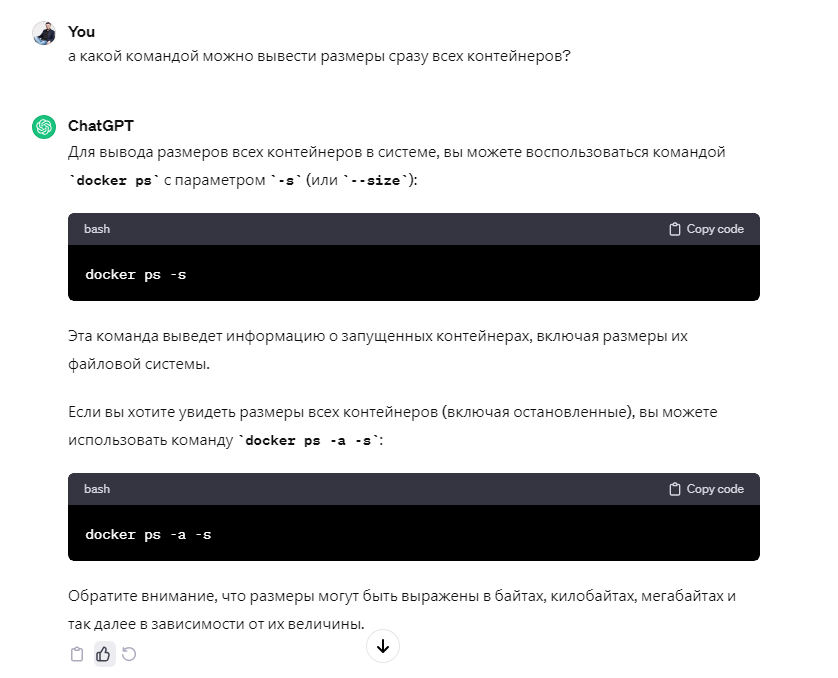 You
а какой командой можно вывести размеры сразу всех контейнеров?
ChatGPT
Для вывода размеров всех контейнеров в системе, вы можете воспользоваться командой
`docker ps` с параметром `-s` (или `--size`):
bash
Copy code
docker ps -s
Эта команда выведет информацию о запущенных контейнерах, включая размеры их
файловой системы.
Если вы хотите увидеть размеры всех контейнеров (включая остановленные), вы можете
использовать команду `docker ps -a -s`:
bash
Copy code
docker ps -a -s
Обратите внимание, что размеры могут быть выражены в байтах, килобайтах, мегабайтах и
так далее в зависимости от их величины.